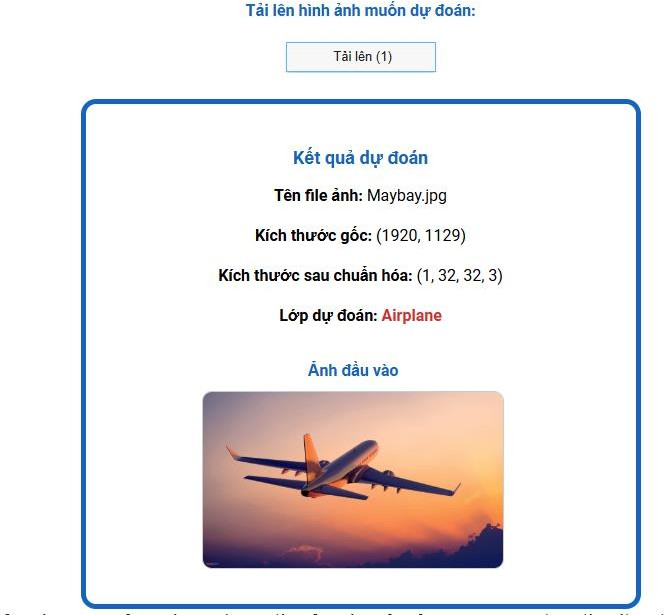 Tải lên hình ảnh muốn dự đoán:
Tải lên (1)
Kết quả dự đoán
Tên file ảnh: Maybay.jpg
Kích thước gốc: (1920, 1129)
Kích thước sau chuẩn hóa: (1, 32, 32, 3)
Lớp dự đoán: Airplane
Ảnh đầu vào